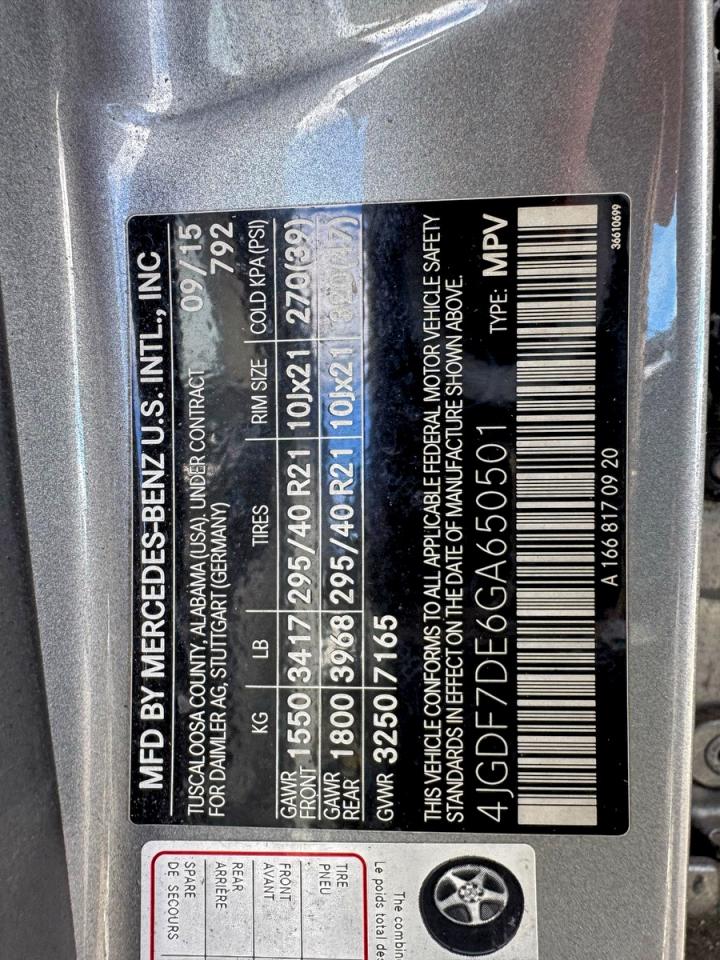 MFD BY MERCEDES-BENZ U.S. INTL., INC
TUSCALOOSA COUNTY, ALABAMA (USA), UNDER CONTRACT 09/15
FOR DAIMLER AG, STUTTGART (GERMANY) 792
KG LB TIRES RIM SIZE COLD KPA (PSI)
GAWR FRONT 1550 3417 295/40 R21 10Jx21 270(39)
GAWR REAR 1800 3968 295/40 R21 10Jx21
GVWR 3250 7165
THIS VEHICLE CONFORMS TO ALL APPLICABLE FEDERAL MOTOR VEHICLE SAFETY
STANDARDS IN EFFECT ON THE DATE OF MANUFACTURE SHOWN ABOVE.
4JGDF7DE6GA650501 TYPE: MPV
A 166 817 09 20 36610699
The combin
Le poids total des
TIRE
PNEU
FRONT
AVANT
REAR
ARRIÈRE
SPARE
DE SECOURS